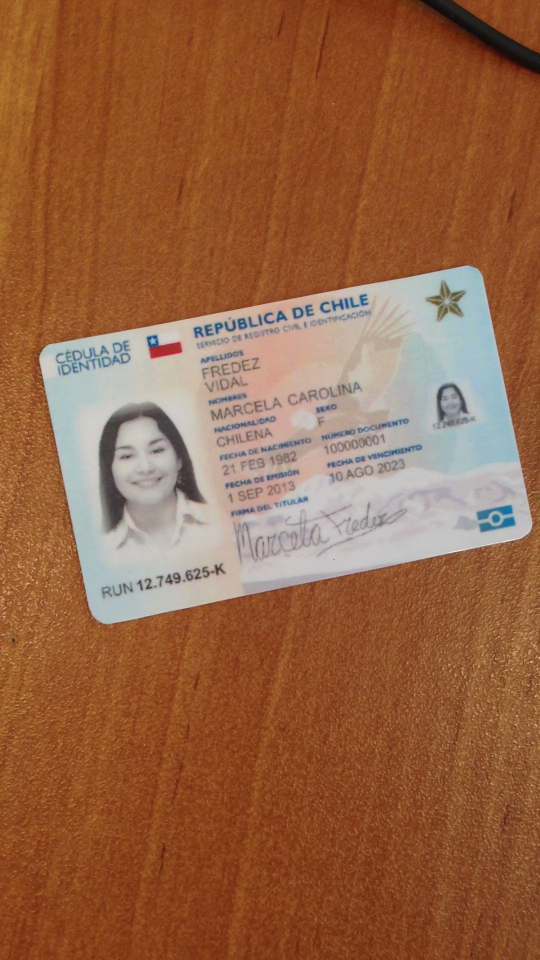 CÉDULA DE
IDENTIDAD
REPÚBLICA DE CHILE
SERVICIO DE REGISTRO CIVIL E IDENTIFICACIÓN
APELLIDOS
FREDEZ
VIDAL
NOMBRES
MARCELA CAROLINA
NACIONALIDAD SEXO
CHILENA F
FECHA DE NACIMIENTO NÚMERO DOCUMENTO
21 FEB 1982 100000001
FECHA DE EMISIÓN FECHA DE VENCIMIENTO
1 SEP 2013 10 AGO 2023
FIRMA DEL TITULAR
Marcela Fredez
RUN 12.749.625-K